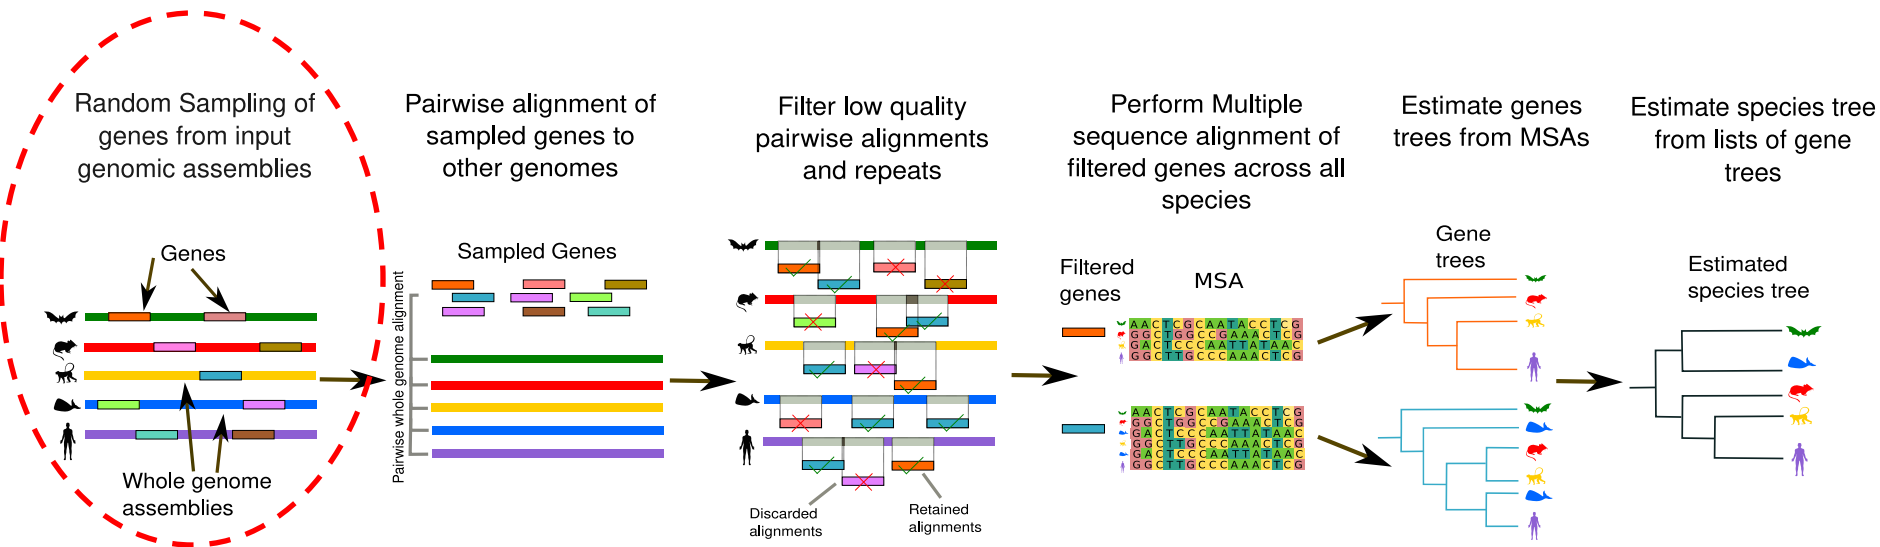 Random Sampling of
genes from input
genomic assemblies
Genes
Whole genome
assemblies
Pairwise alignment of
sampled genes to
other genomes
Sampled Genes
Pairwise whole genome alignment
Filter low quality
pairwise alignments
and repeats
Discarded
alignments
Retained
alignments
Perform Multiple
sequence alignment of
filtered genes across all
species
Filtered
genes
MSA
AACTCGCAATACCTCG
GGCTGGCCGAAACTCG
GACTCCCAATTATAAC
GGCTTGCCCAAACTCG
AACTCGCAATACCTCG
GGCTGGCCGAAACTCG
GACTCCCAATTATAAC
GGCTTGCCCAAACTCG
GACTCCCAATTATAAC
GGCTTGCCCAAACTCG
Estimate genes
trees from MSAs
Gene
trees
Estimate species tree
from lists of gene
trees
Estimated
species tree